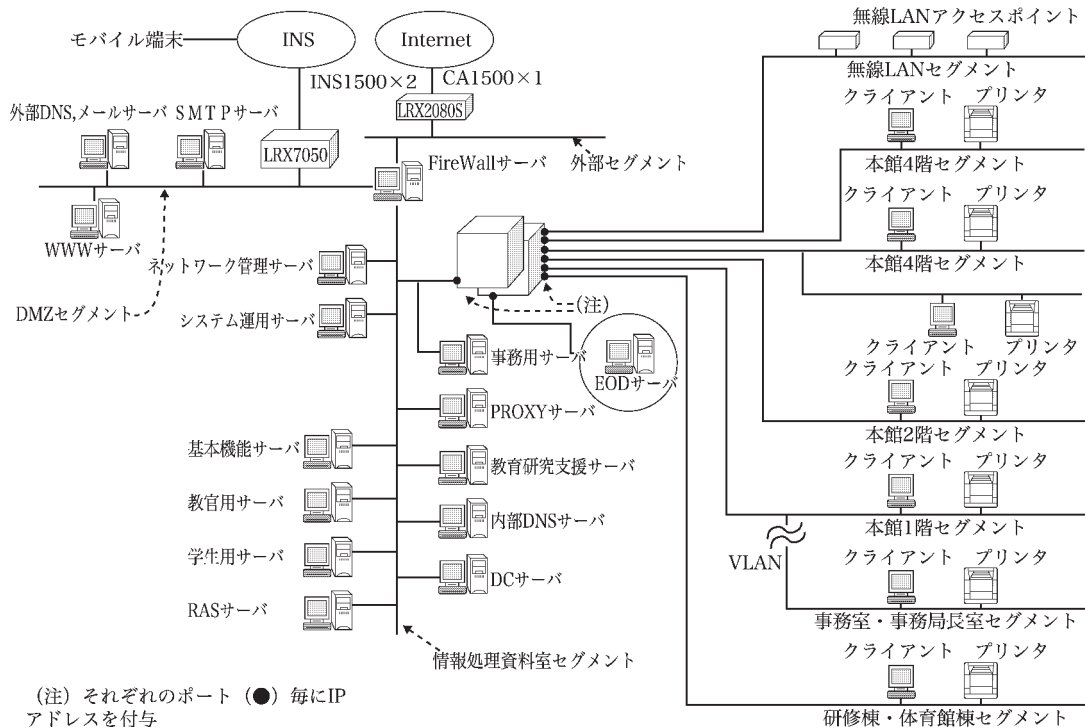 モバイル端末
INS
Internet
INS1500×2
CA1500×1
外部DNS,メールサーバ
SMTPサーバ
LRX7050
LRX2080S
FireWallサーバ
外部セグメント
WWWサーバ
DMZセグメント
ネットワーク管理サーバ
システム運用サーバ
(注)
事務用サーバ
EODサーバ
PROXYサーバ
基本機能サーバ
教育研究支援サーバ
教官用サーバ
内部DNSサーバ
学生用サーバ
DCサーバ
RASサーバ
情報処理資料室セグメント
(注) それぞれのポート (●) 毎にIP
アドレスを付与
無線LANアクセスポイント
無線LANセグメント
クライアント プリンタ
本館4階セグメント
クライアント プリンタ
本館4階セグメント
クライアント プリンタ
クライアント プリンタ
本館2階セグメント
クライアント プリンタ
本館1階セグメント
VLAN
クライアント プリンタ
事務室・事務局長室セグメント
クライアント プリンタ
研修棟・体育館棟セグメント